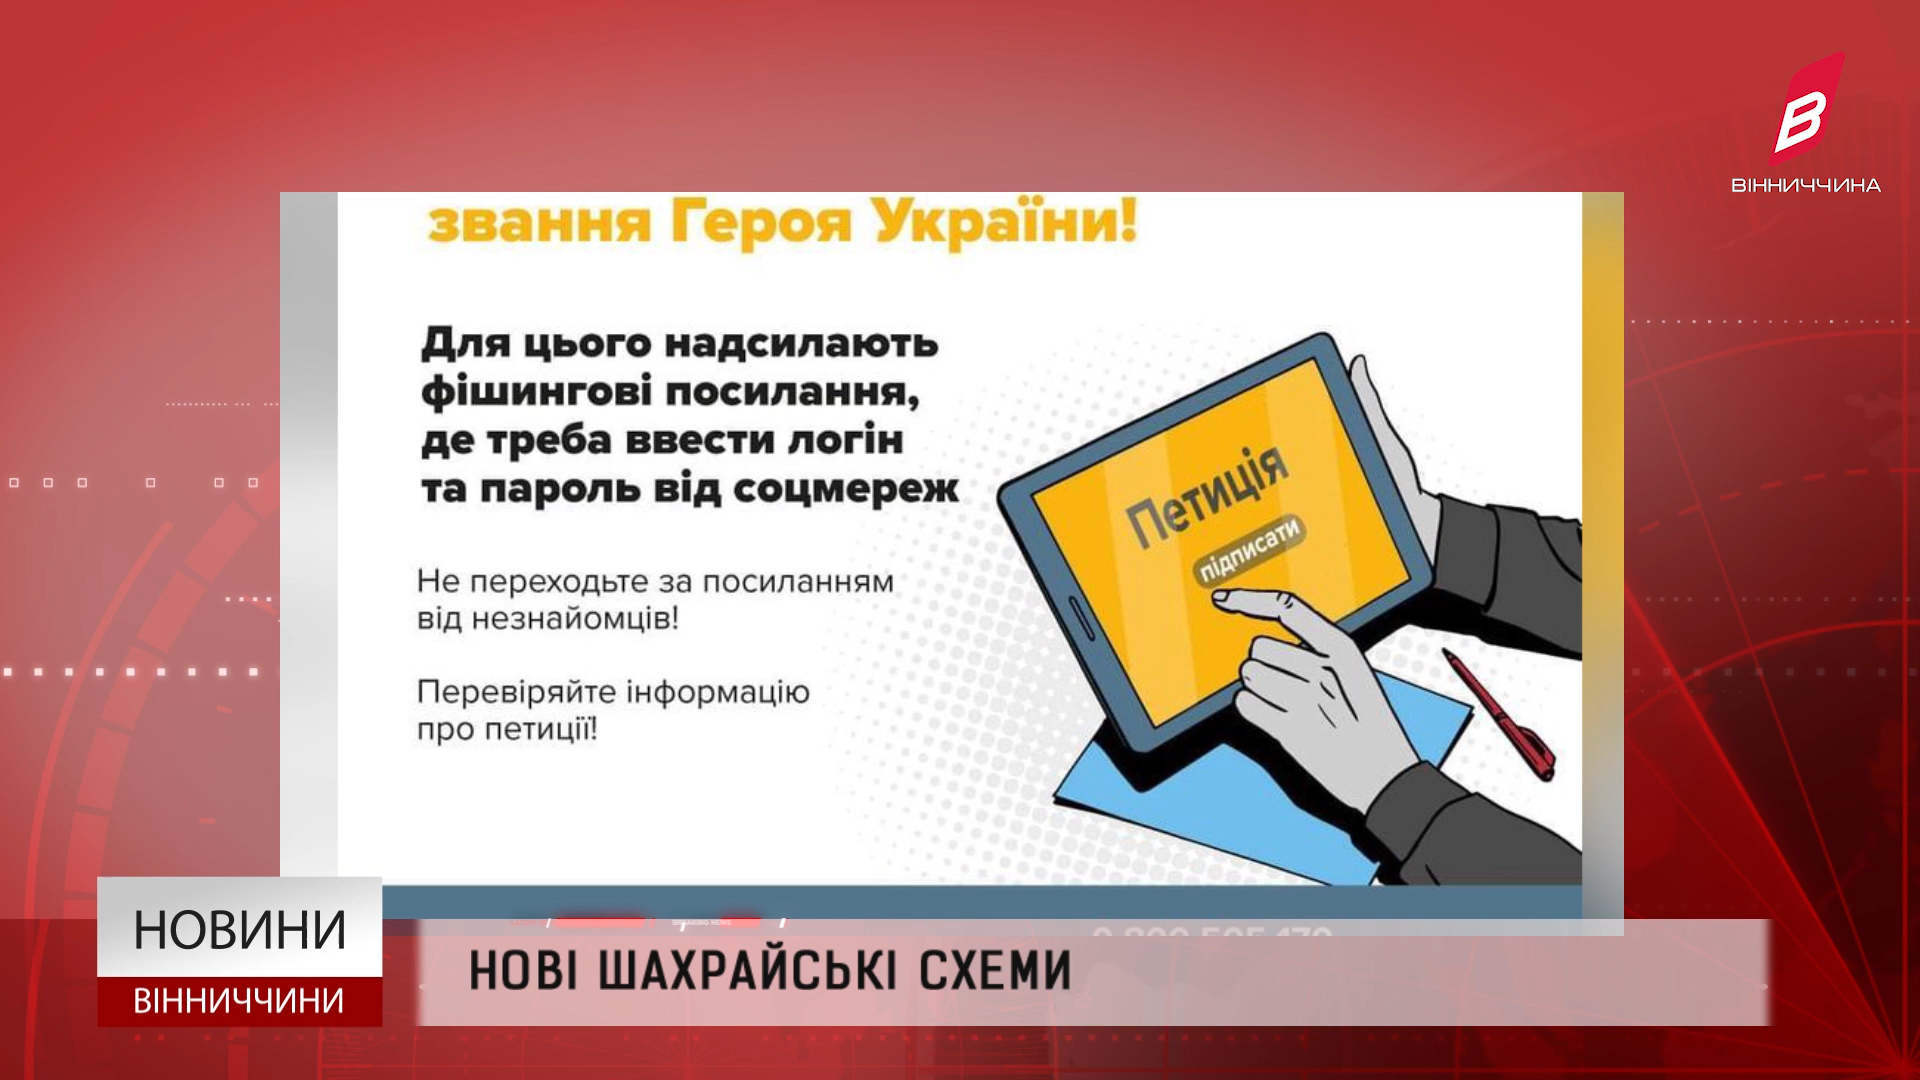 В
ВІННИЧЧИНА
звання Героя України!
Для цього надсилають
фішингові посилання,
де треба ввести логін
та пароль від соцмереж
Петиція
підписати
Не переходьте за посиланням
від незнайомців!
Перевіряйте інформацію
про петиції!
НОВИНИ
ВІННИЧЧИНИ
НОВІ ШАХРАЙСЬКІ СХЕМИ